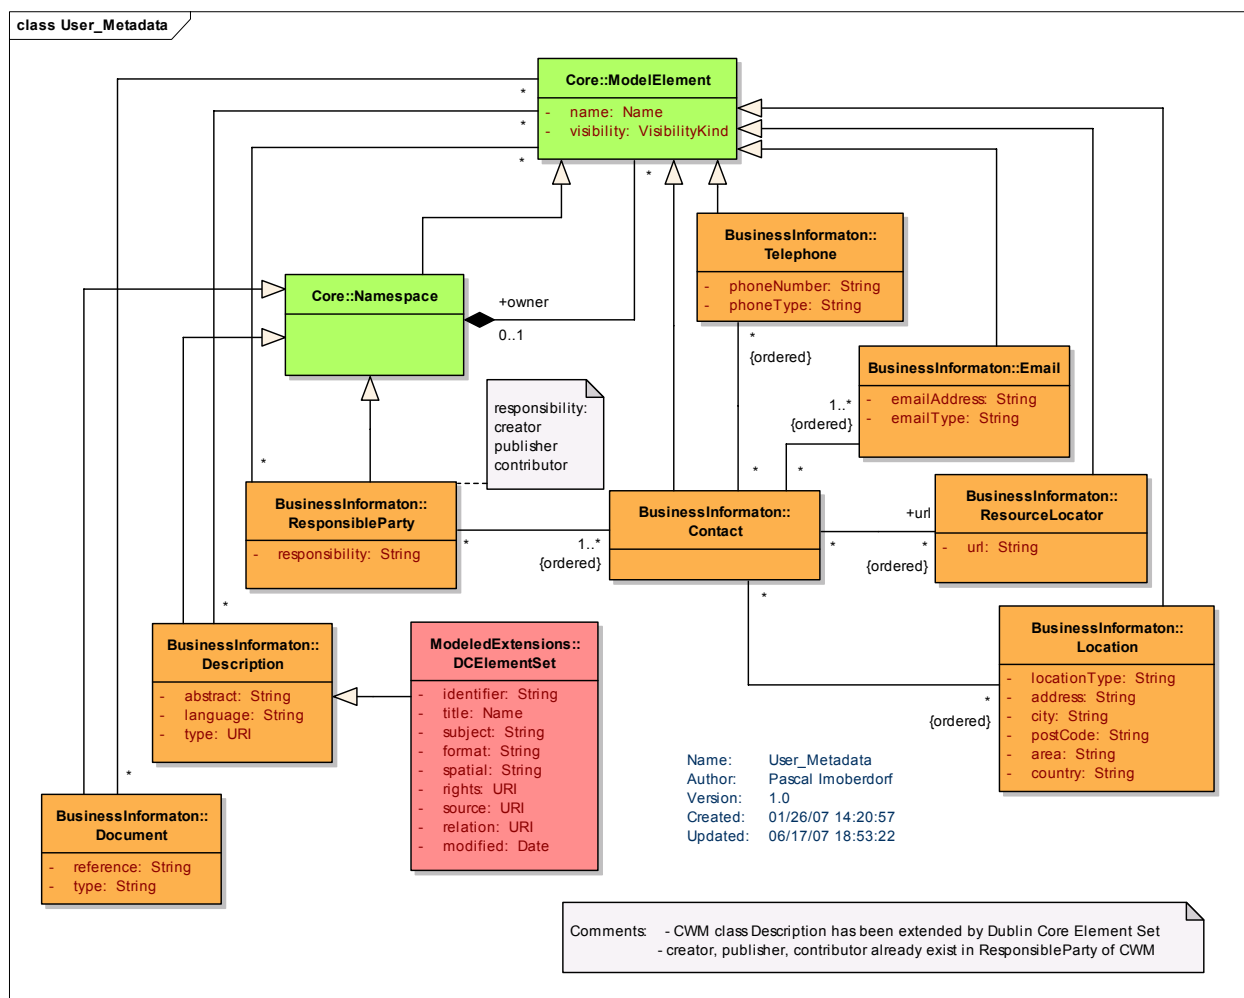 class User_Metadata
Core::ModelElement
- name: Name
- visibility: VisibilityKind
*
*
*
*
BusinessInformaton::
Telephone
- phoneNumber: String
- phoneType: String
Core::Namespace
+owner
0..1
*
{ordered}
BusinessInformaton::Email
- emailAddress: String
- emailType: String
1..*
{ordered}
responsibility:
creator
publisher
contributor
*
*
*
BusinessInformaton::
ResponsibleParty
- responsibility: String
*
1..*
{ordered}
BusinessInformaton::
Contact
+url
*
*
{ordered}
BusinessInformaton::
ResourceLocator
- url: String
*
*
BusinessInformaton::
Description
- abstract: String
- language: String
- type: URI
ModeledExtensions::
DCElementSet
- identifier: String
- title: Name
- subject: String
- format: String
- spatial: String
- rights: URI
- source: URI
- relation: URI
- modified: Date
BusinessInformaton::
Location
- locationType: String
- address: String
- city: String
- postCode: String
- area: String
- country: String
*
{ordered}
*
BusinessInformaton::
Document
- reference: String
- type: String
Name: User_Metadata
Author: Pascal Imoberdorf
Version: 1.0
Created: 01/26/07 14:20:57
Updated: 06/17/07 18:53:22
Comments: - CWM class Description has been extended by Dublin Core Element Set
- creator, publisher, contributor already exist in ResponsibleParty of CWM